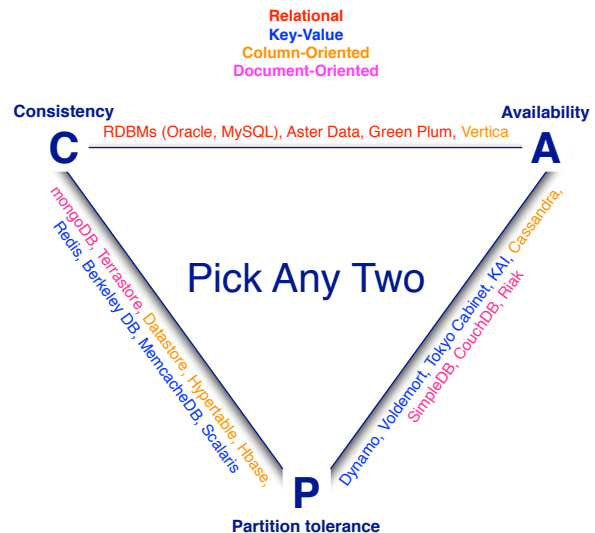 Relational
Key-Value
Column-Oriented
Document-Oriented
Consistency
Availability
C
RDBMs (Oracle, MySQL), Aster Data, Green Plum, Vertica
A
mongoDB, Terrastore, Datastore, Hypertable, Hbase,
Redis, Berkeley DB, MemcacheDB, Scalaris
Pick Any Two
Dynamo, Voldemort, Tokyo Cabinet, KAI, Cassandra,
SimpleDB, CouchDB, Riak
P
Partition tolerance